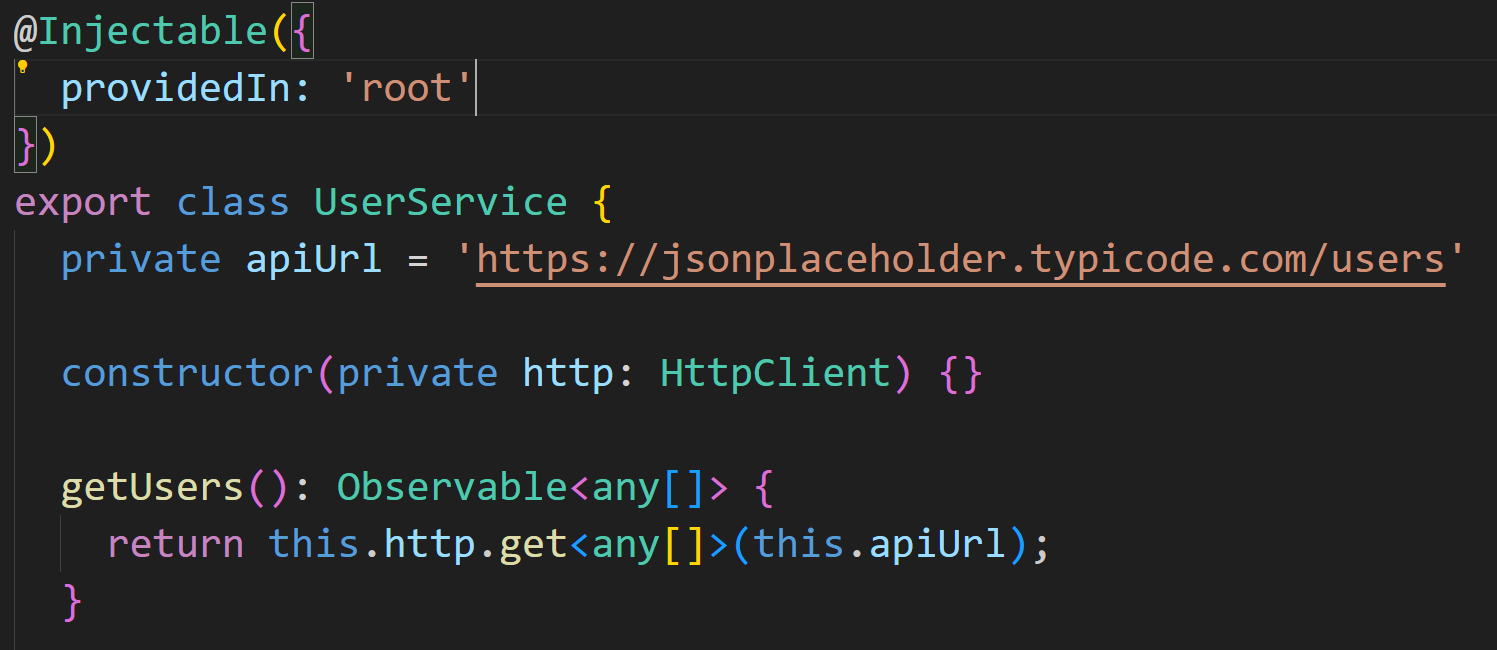 @Injectable({
  providedIn: 'root'
})
export class UserService {
  private apiUrl = 'https://jsonplaceholder.typicode.com/users'
  constructor(private http: HttpClient) {}
  getUsers(): Observable<any[]> {
    return this.http.get<any[]>(this.apiUrl);
  }